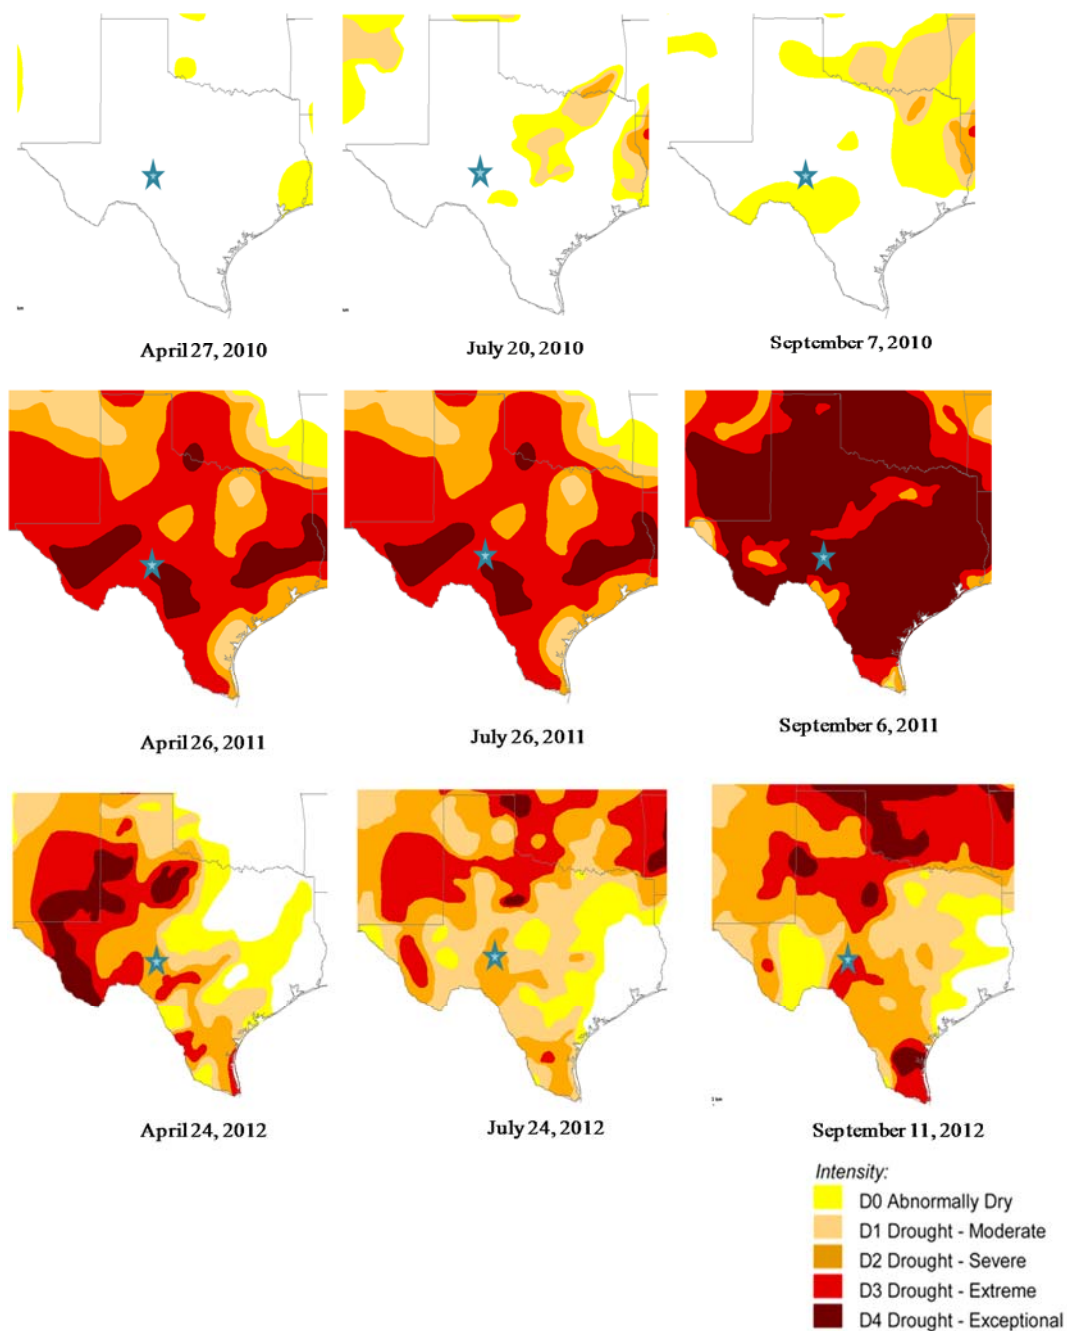 April 27, 2010
July 20, 2010
September 7, 2010
April 26, 2011
July 26, 2011
September 6, 2011
April 24, 2012
July 24, 2012
September 11, 2012
Intensity:
D0 Abnormally Dry
D1 Drought - Moderate
D2 Drought - Severe
D3 Drought - Extreme
D4 Drought - Exceptional